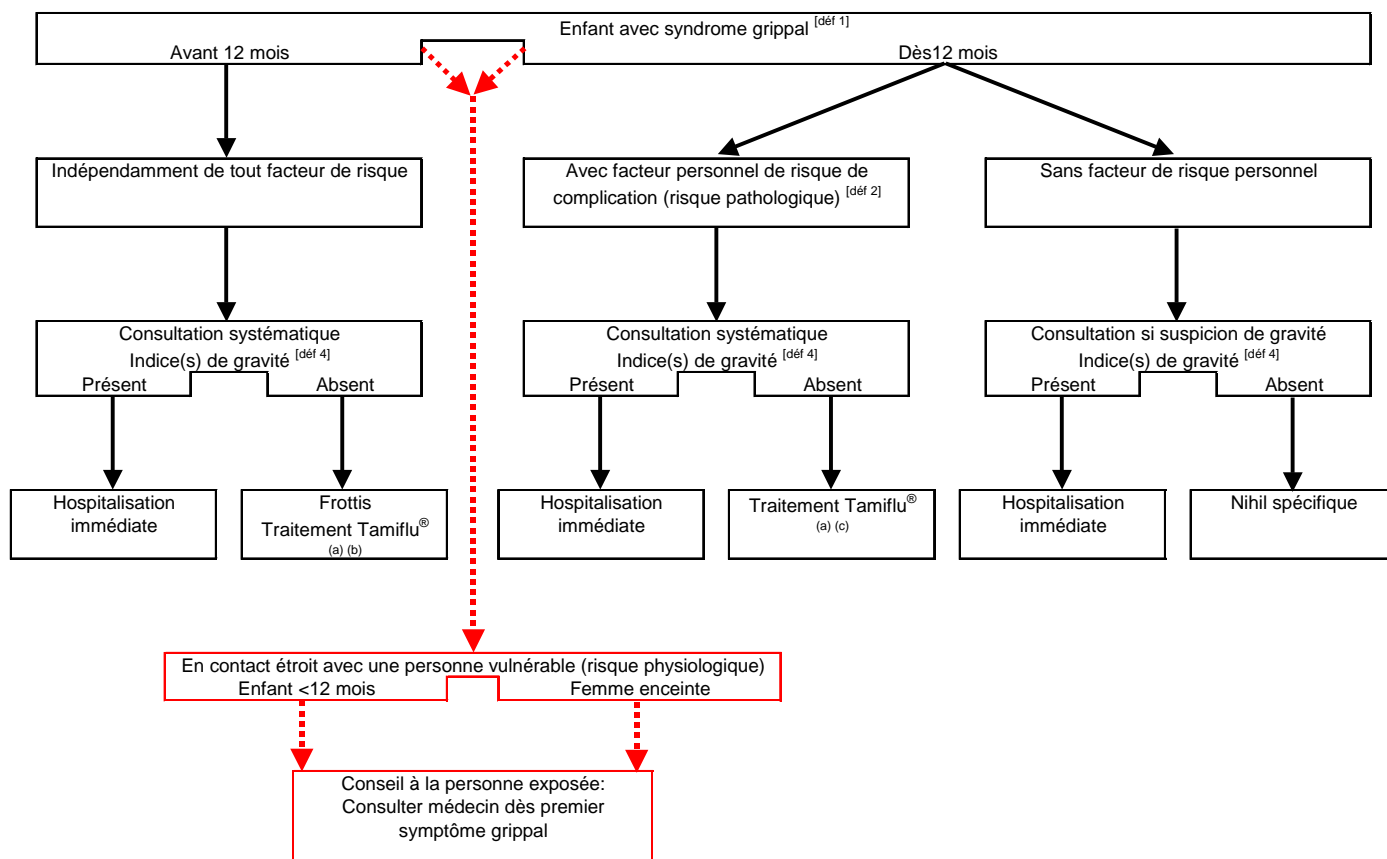 Enfant avec syndrome grippal [déf 1]
Avant 12 mois
Dès12 mois
Indépendamment de tout facteur de risque
Avec facteur personnel de risque de
complication (risque pathologique) [déf 2]
Sans facteur de risque personnel
Consultation systématique
Indice(s) de gravité [déf 4]
Présent
Absent
Consultation systématique
Indice(s) de gravité [déf 4]
Présent
Absent
Consultation si suspicion de gravité
Indice(s) de gravité [déf 4]
Présent
Absent
Hospitalisation
immédiate
Frottis
Traitement Tamiflu®
(a) (b)
Hospitalisation
immédiate
Traitement Tamiflu®
(a) (c)
Hospitalisation
immédiate
Nihil spécifique
En contact étroit avec une personne vulnérable (risque physiologique)
Enfant <12 mois
Femme enceinte
Conseil à la personne exposée:
Consulter médecin dès premier
symptôme grippal